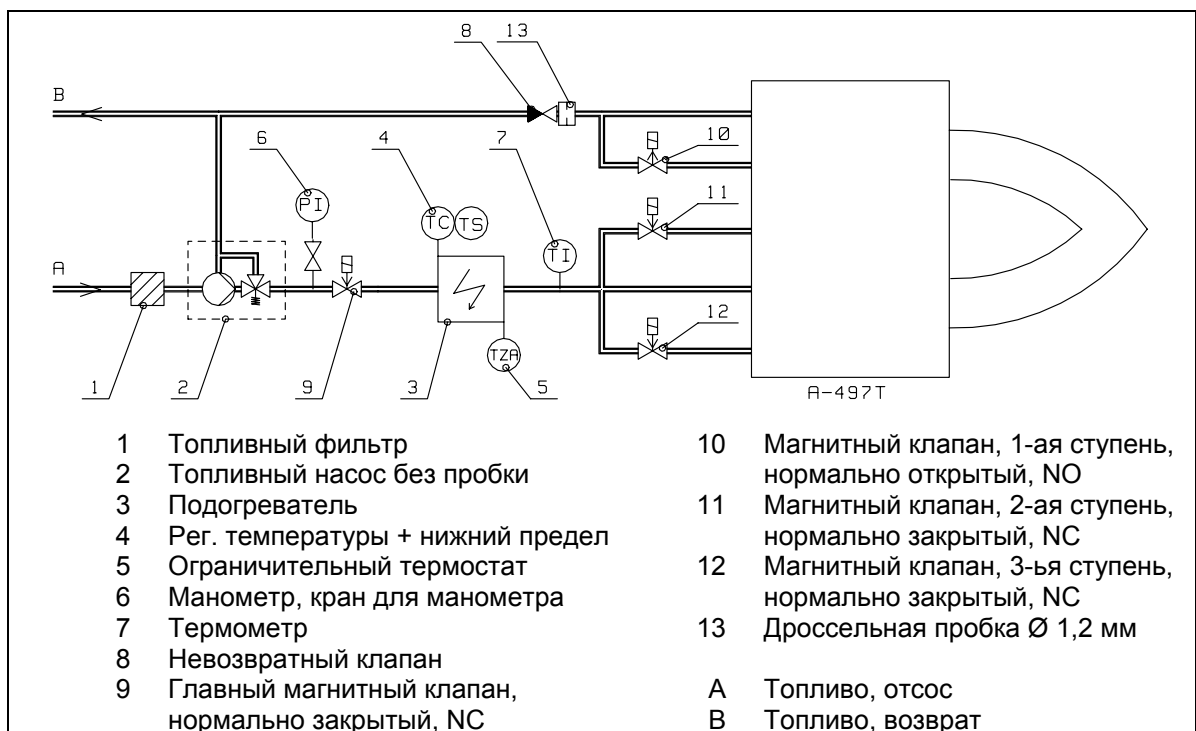 8 13
B
6 4 7 10
PI TC TS TI 11
A
12
TZA
1 2 9 3 5
A-497T
1 Топливный фильтр
2 Топливный насос без пробки
3 Подогреватель
4 Рег. температуры + нижний предел
5 Ограничительный термостат
6 Манометр, кран для манометра
7 Термометр
8 Невозвратный клапан
9 Главный магнитный клапан,
нормально закрытый, NC
10 Магнитный клапан, 1-ая ступень,
нормально открытый, NO
11 Магнитный клапан, 2-ая ступень,
нормально закрытый, NC
12 Магнитный клапан, 3-ья ступень,
нормально закрытый, NC
13 Дроссельная пробка Ø 1,2 мм
A Топливо, отсос
B Топливо, возврат